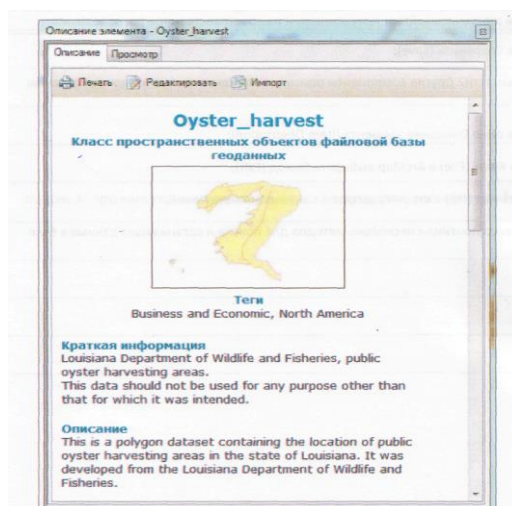 Описание элемента - Oyster_harvest
Описание Просмотр
Печать Редактировать Импорт
Oyster_harvest
Класс пространственных объектов файловой базы
геоданных
Теги
Business and Economic, North America
Краткая информация
Louisiana Department of Wildlife and Fisheries, public
oyster harvesting areas.
This data should not be used for any purpose other than
that for which it was intended.
Описание
This is a polygon dataset containing the location of public
oyster harvesting areas in the state of Louisiana. It was
developed from the Louisiana Department of Wildlife and
Fisheries.